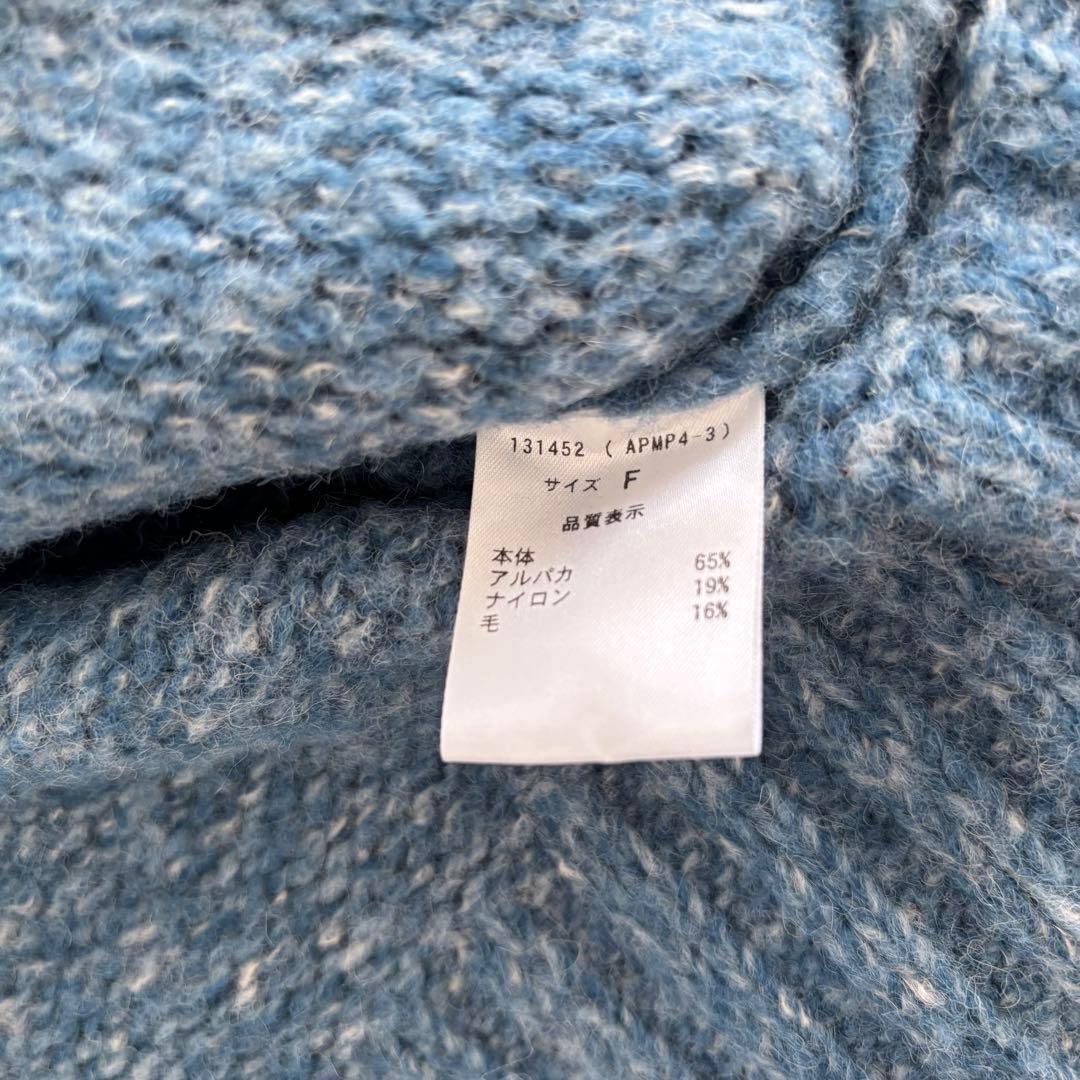 131452 ( APMP4-3 )
サイズ F
品質表示
本体
アルパカ 65%
ナイロン 19%
毛 16%